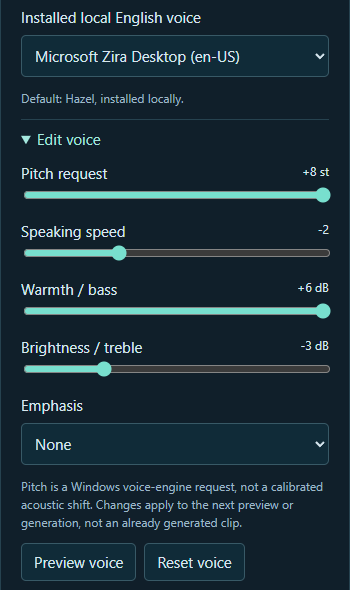 Installed local English voice
Microsoft Zira Desktop (en-US)
Default: Hazel, installed locally.
▼ Edit voice
Pitch request +8 st
Speaking speed -2
Warmth / bass +6 dB
Brightness / treble -3 dB
Emphasis
None
Pitch is a Windows voice-engine request, not a calibrated
acoustic shift. Changes apply to the next preview or
generation, not an already generated clip.
Preview voice Reset voice